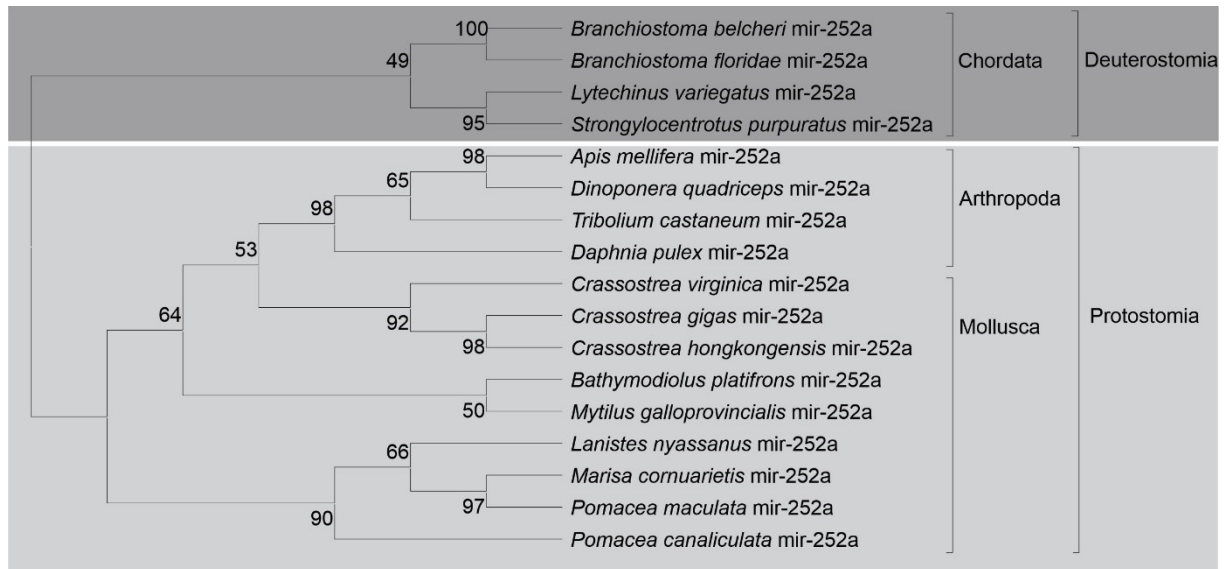 100
Branchiostoma belcheri mir-252a
49
Chordata
Deuterostomia
Branchiostoma floridae mir-252a
Lytechinus variegatus mir-252a
95
Strongylocentrotus purpuratus mir-252a
98
Apis mellifera mir-252a
65
Dinoponera quadriceps mir-252a
Arthropoda
98
Tribolium castaneum mir-252a
53
Daphnia pulex mir-252a
Crassostrea virginica mir-252a
64
92
Crassostrea gigas mir-252a
Mollusca
Protostomia
98
Crassostrea hongkongensis mir-252a
Bathymodiolus platifrons mir-252a
50
Mytilus galloprovincialis mir-252a
66
Lanistes nyassanus mir-252a
Marisa cornuarietis mir-252a
97
Pomacea maculata mir-252a
90
Pomacea canaliculata mir-252a